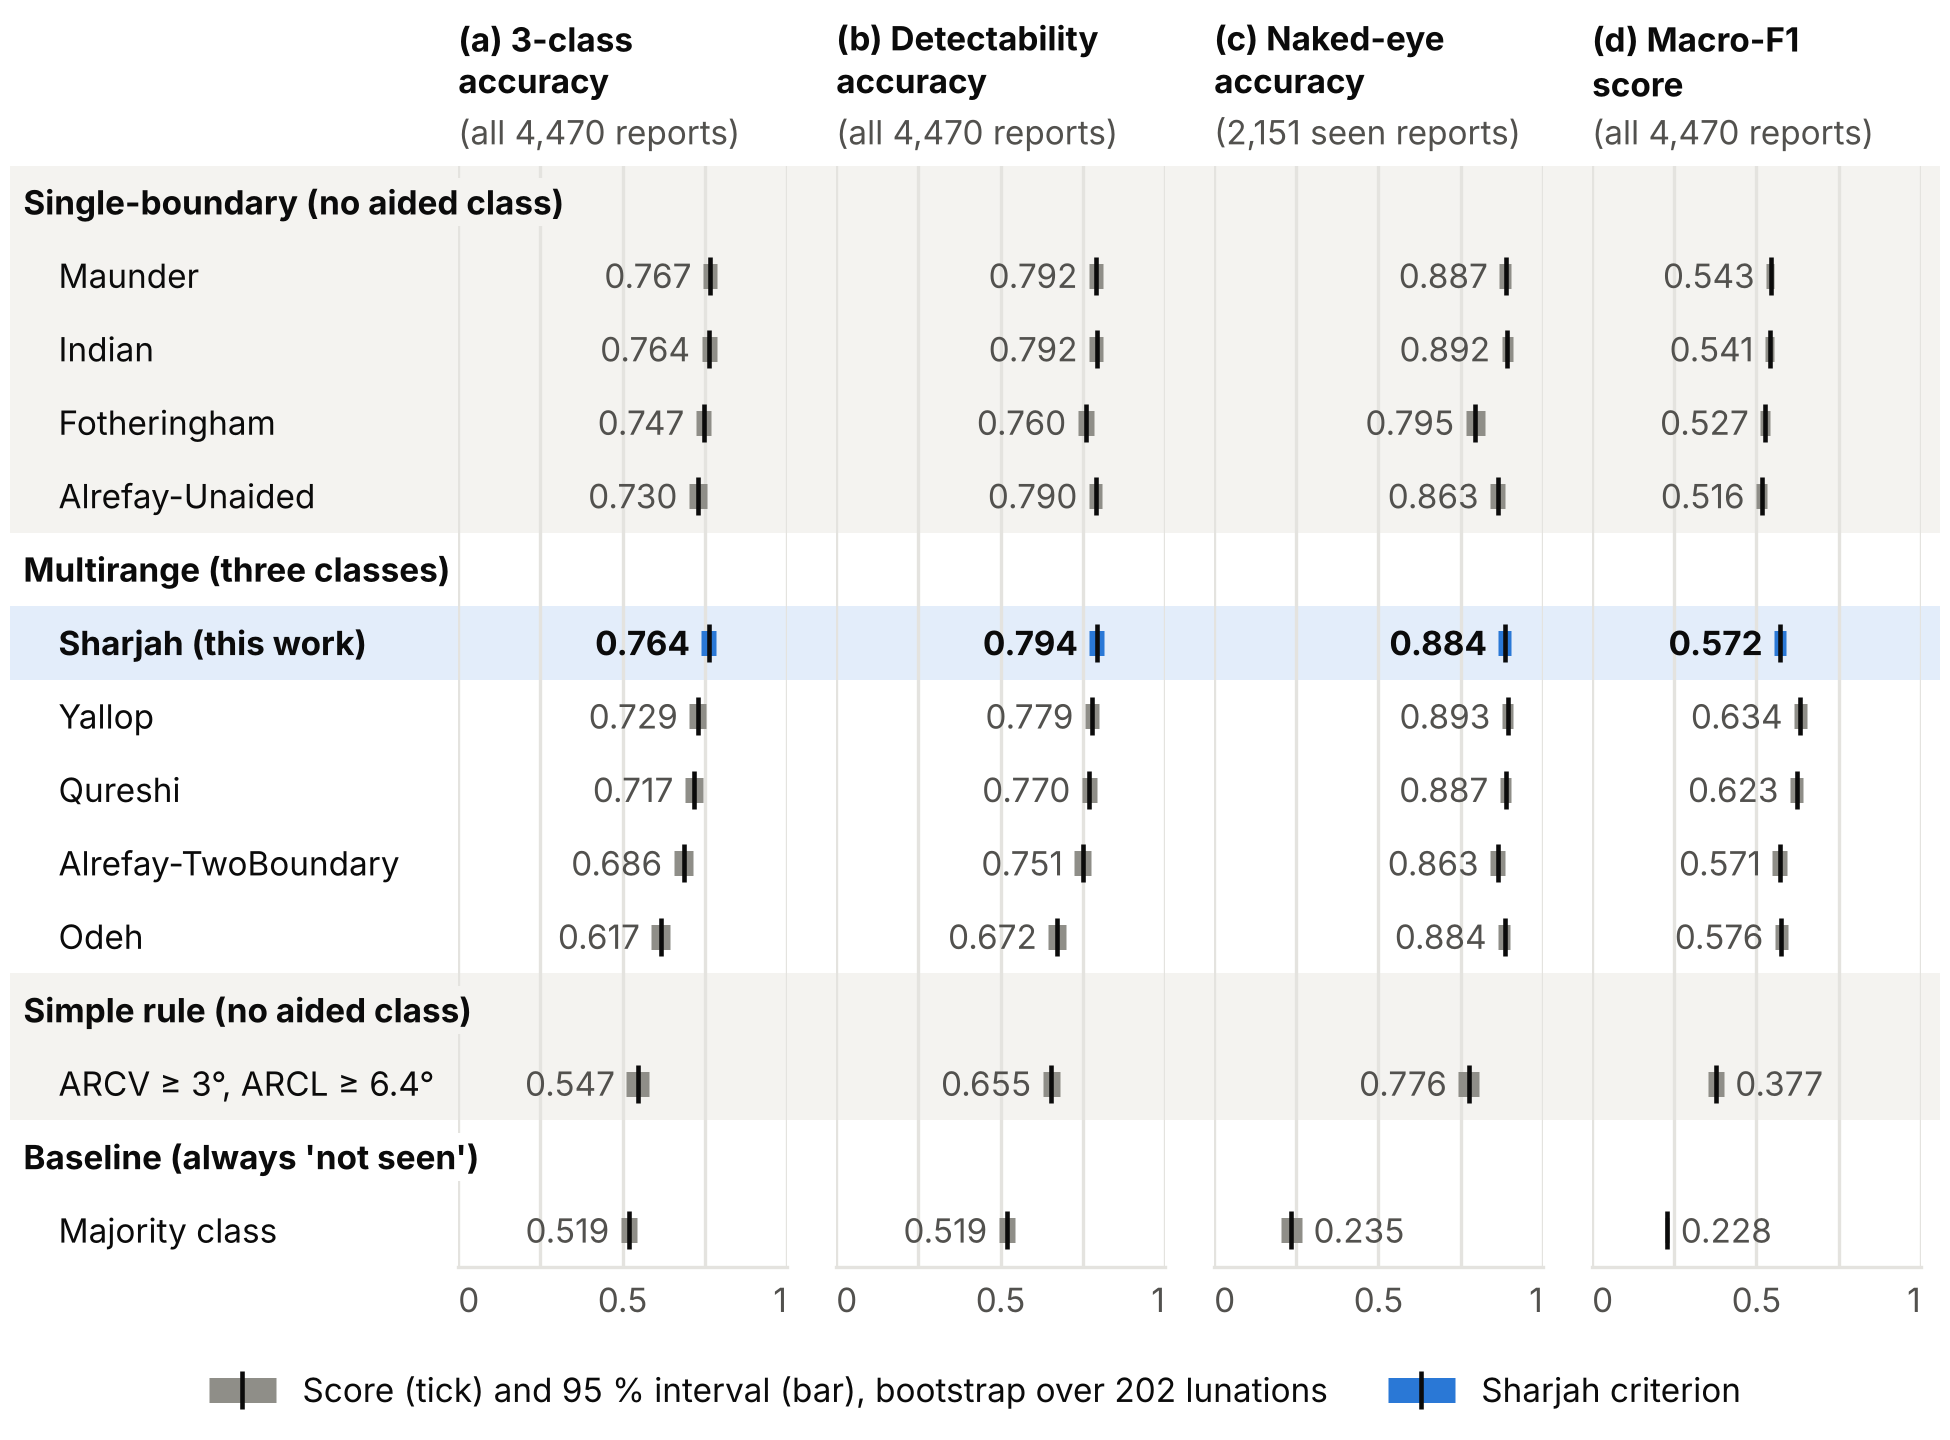 (a) 3-class
accuracy
(all 4,470 reports)
(b) Detectability
accuracy
(all 4,470 reports)
(c) Naked-eye
accuracy
(2,151 seen reports)
(d) Macro-F1
score
(all 4,470 reports)
Single-boundary (no aided class)
Maunder 0.767 0.792 0.887 0.543
Indian 0.764 0.792 0.892 0.541
Fotheringham 0.747 0.760 0.795 0.527
Alrefay-Unaided 0.730 0.790 0.863 0.516
Multirange (three classes)
Sharjah (this work) 0.764 0.794 0.884 0.572
Yallop 0.729 0.779 0.893 0.634
Qureshi 0.717 0.770 0.887 0.623
Alrefay-TwoBoundary 0.686 0.751 0.863 0.571
Odeh 0.617 0.672 0.884 0.576
Simple rule (no aided class)
ARCV ≥ 3°, ARCL ≥ 6.4° 0.547 0.655 0.776 0.377
Baseline (always 'not seen')
Majority class 0.519 0.519 0.235 0.228
0 0.5 1 0 0.5 1 0 0.5 1 0 0.5 1
Score (tick) and 95 % interval (bar), bootstrap over 202 lunations Sharjah criterion